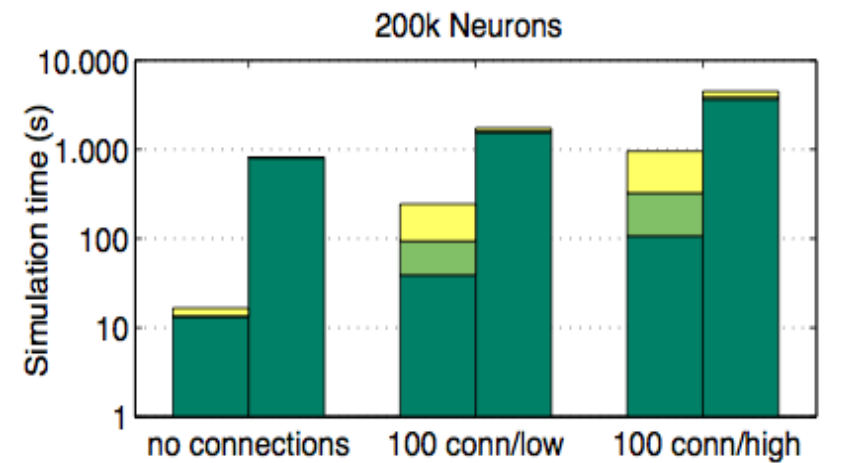 200k Neurons
Simulation time (s)
10.000
1.000
100
10
1
no connections
100 conn/low
100 conn/high